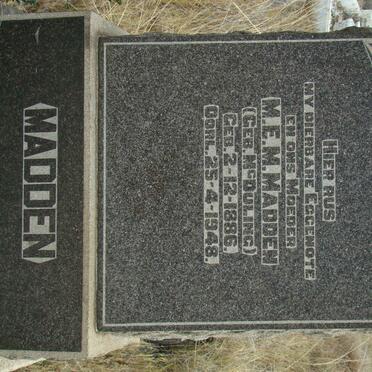 HIER RUS
MY DIERBARE EGGENOTE
EN ONS MOEDER
M.E.M. MADDEN
(GEB. McDULING)
GEB. 2-12-1886.
OORL. 25-4-1948.
MADDEN